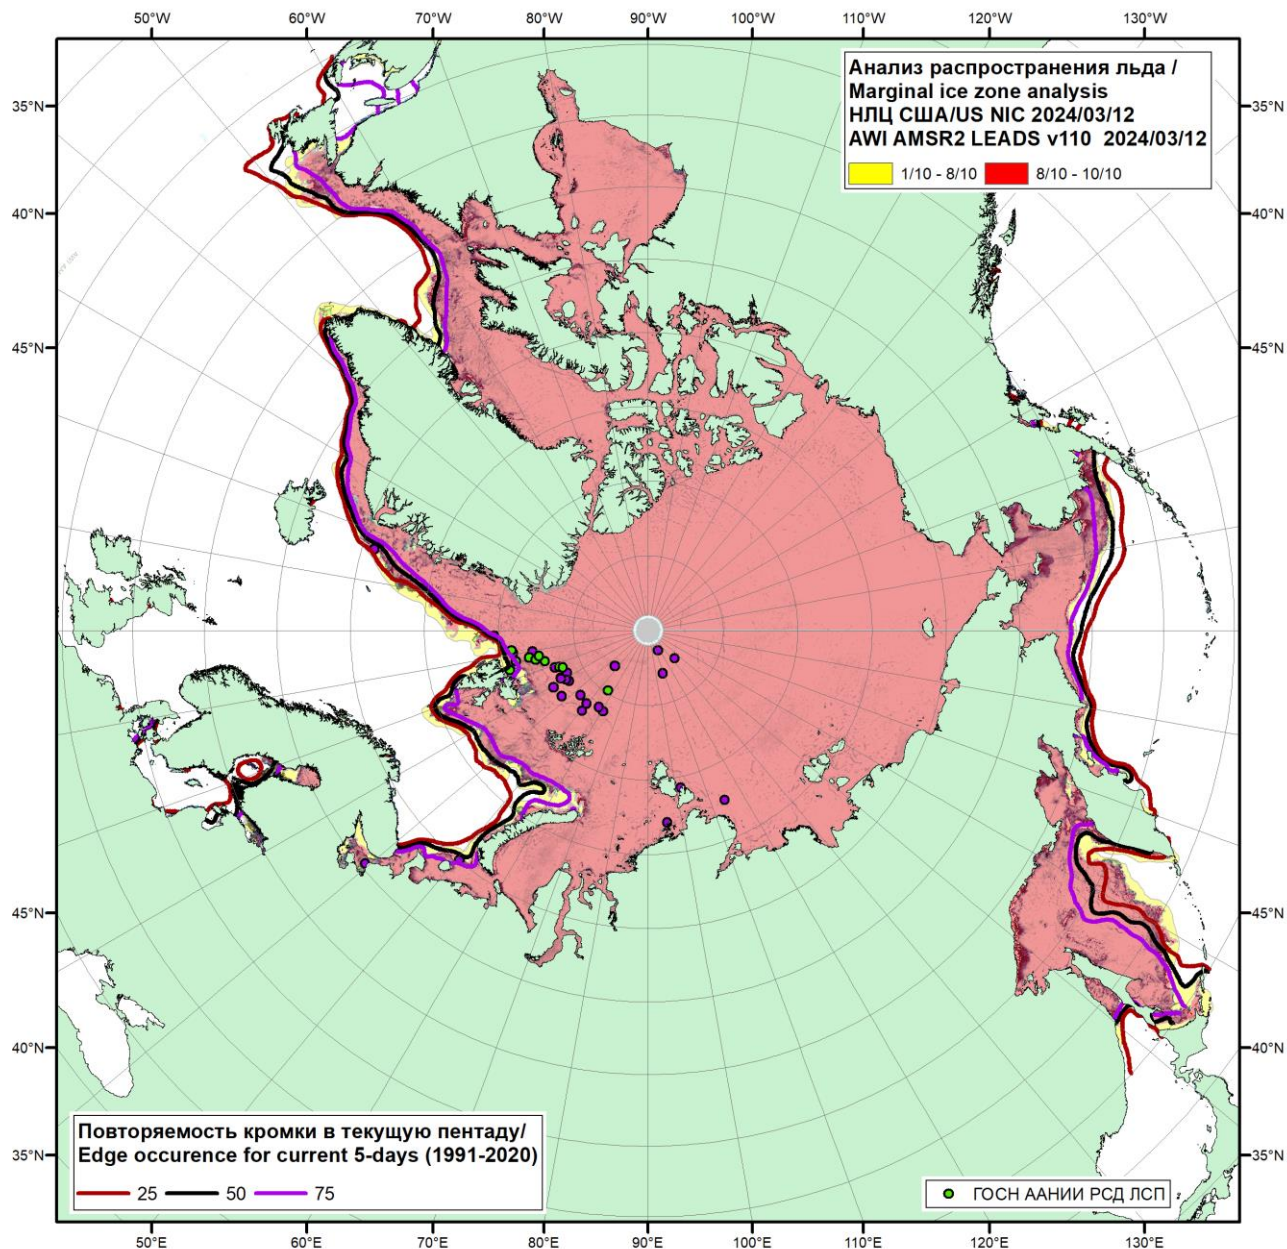 50°W 60°W 70°W 80°W 90°W 100°W 110°W 120°W 130°W
Анализ распространения льда /
Marginal ice zone analysis
НЛЦ США/US NIC 2024/03/12
AWI AMSR2 LEADS v110 2024/03/12
1/10 - 8/10 8/10 - 10/10
35°N 35°N
40°N 40°N
45°N 45°N
45°N 45°N
40°N 40°N
35°N 35°N
Повторяемость кромки в текущую пентаду/
Edge occurence for current 5-days (1991-2020)
25 50 75
ГОСН ААНИИ РСД ЛСП
50°E 60°E 70°E 80°E 90°E 100°E 110°E 120°E 130°E